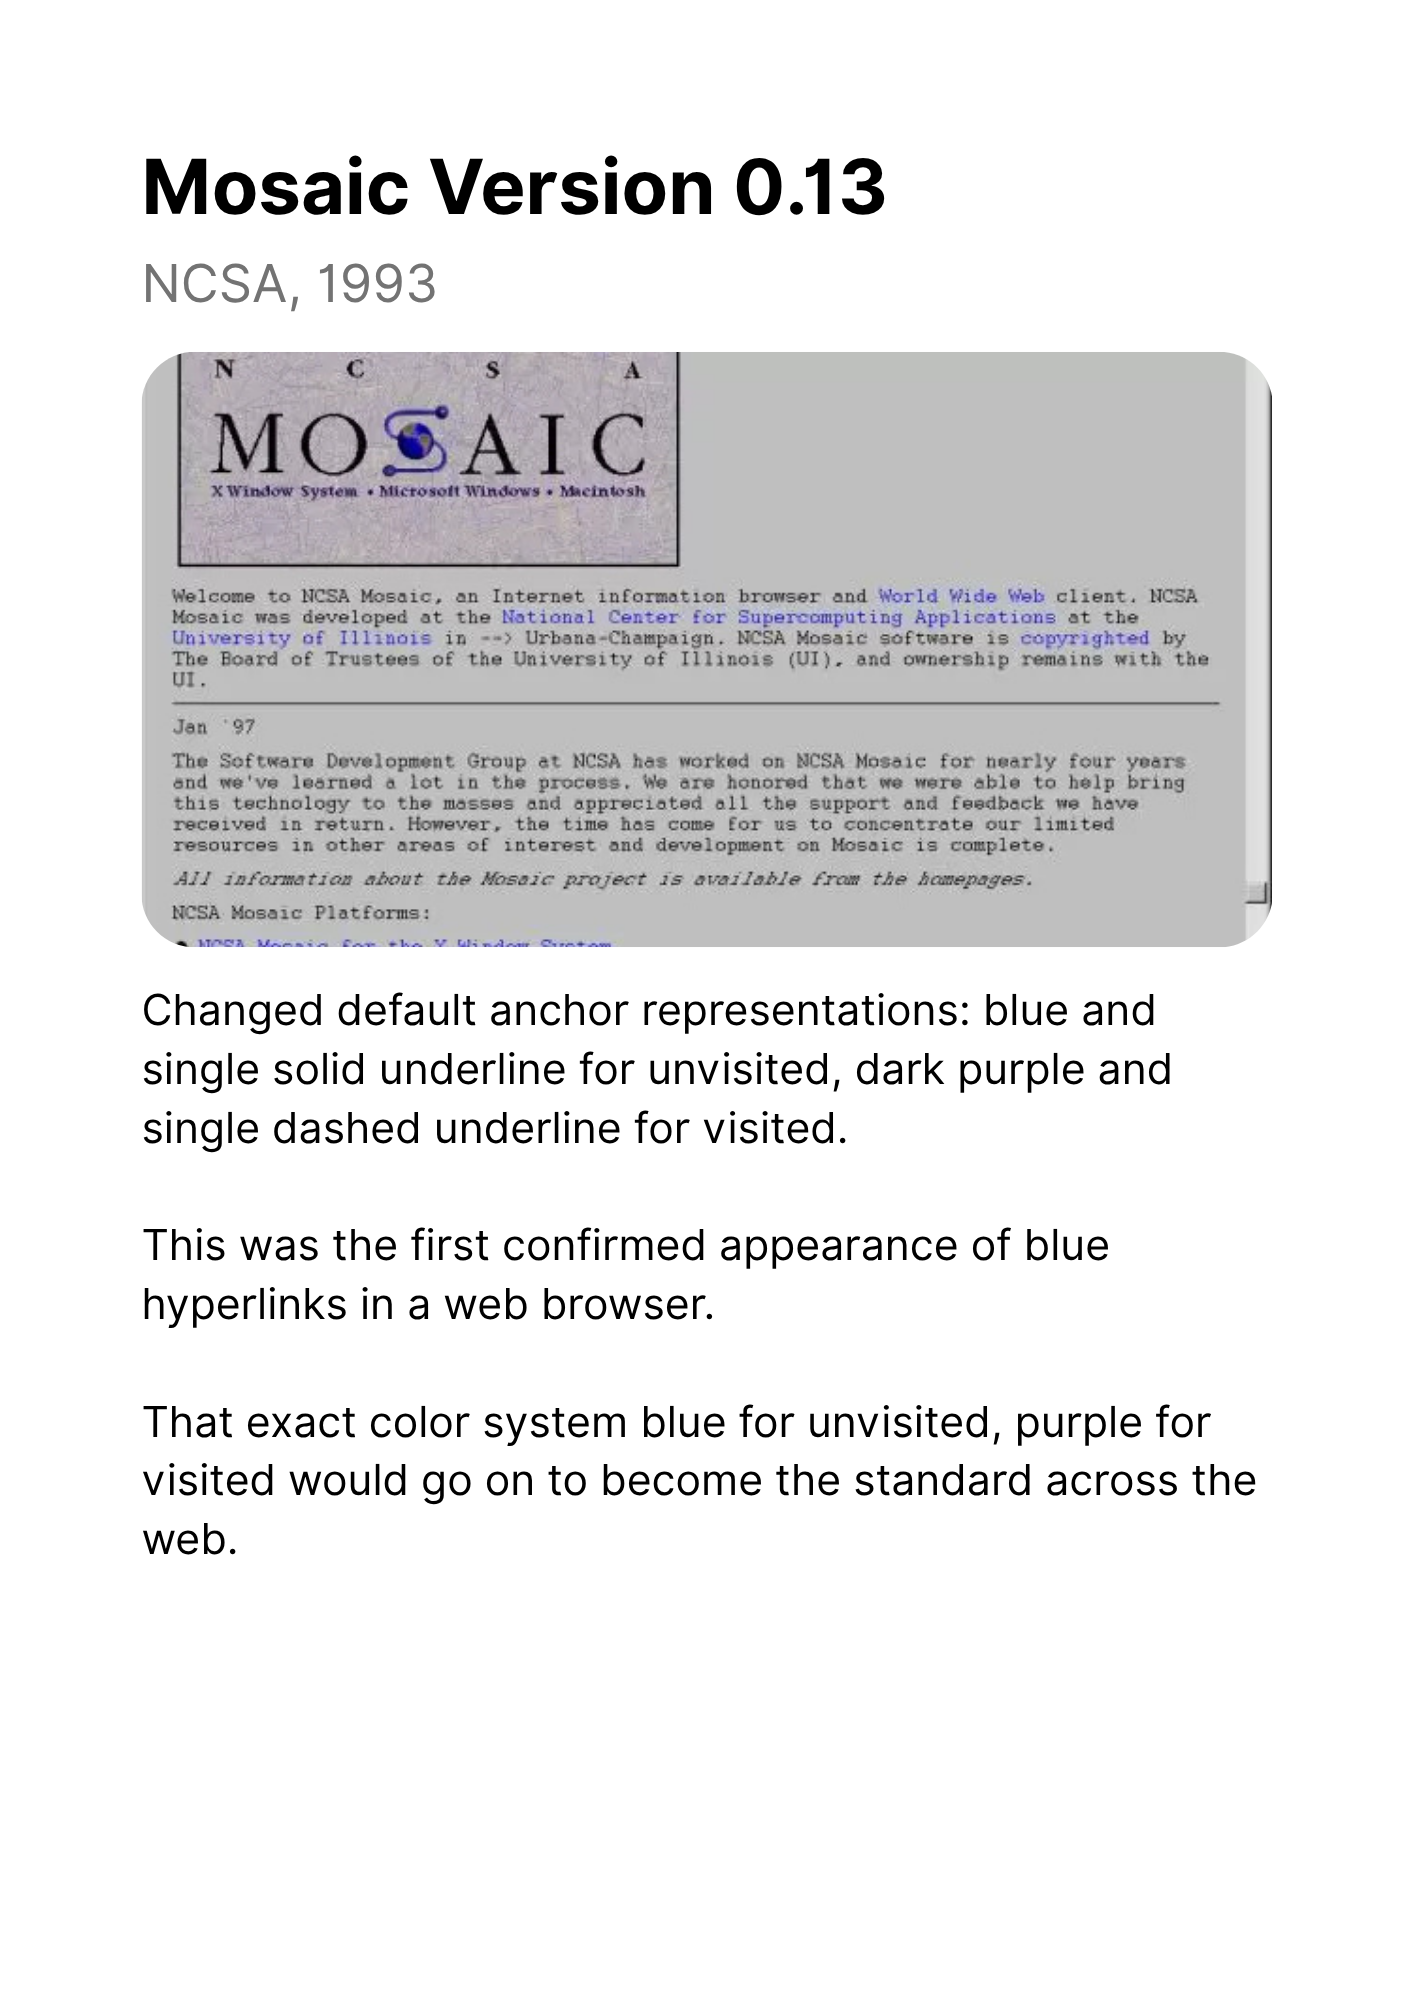 Mosaic Version 0.13
NCSA, 1993
N C S A
MOSAIC
X Window System • Microsoft Windows • Macintosh
Welcome to NCSA Mosaic, an Internet information browser and World Wide Web client. NCSA
Mosaic was developed at the National Center for Supercomputing Applications at the
University of Illinois in --> Urbana-Champaign. NCSA Mosaic software is copyrighted by
The Board of Trustees of the University of Illinois (UI), and ownership remains with the
UI.
Jan '97
The Software Development Group at NCSA has worked on NCSA Mosaic for nearly four years
and we've learned a lot in the process. We are honored that we were able to help bring
this technology to the masses and appreciated all the support and feedback we have
received in return. However, the time has come for us to concentrate our limited
resources in other areas of interest and development on Mosaic is complete.
All information about the Mosaic project is available from the homepages.
NCSA Mosaic Platforms:
• NCSA Mosaic for the X Window System
Changed default anchor representations: blue and
single solid underline for unvisited, dark purple and
single dashed underline for visited.
This was the first confirmed appearance of blue
hyperlinks in a web browser.
That exact color system blue for unvisited, purple for
visited would go on to become the standard across the
web.